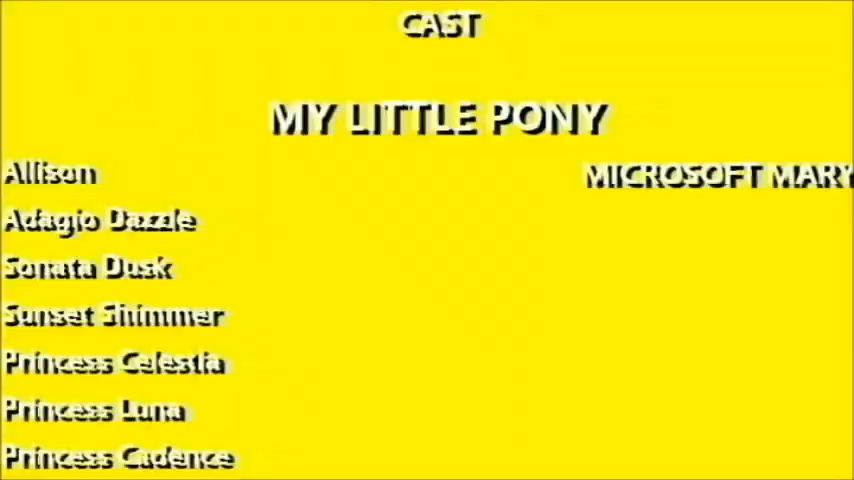 CAST
MY LITTLE PONY
Allison MICROSOFT MARY
Adagio Dazzle
Sonata Dusk
Sunset Shimmer
Princess Celestia
Princess Luna
Princess Cadence